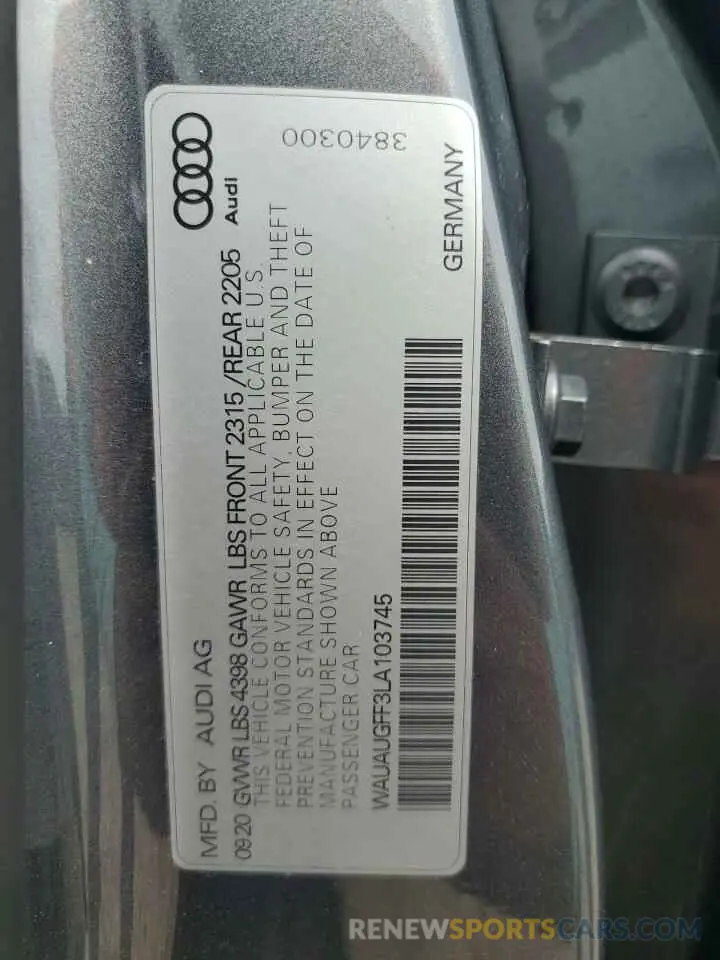 MFD. BY AUDI AG
0920 GVWR LBS 4398 GAWR LBS FRONT 2315 /REAR 2205
Audi
THIS VEHICLE CONFORMS TO ALL APPLICABLE U.S.
FEDERAL MOTOR VEHICLE SAFETY, BUMPER AND THEFT
PREVENTION STANDARDS IN EFFECT ON THE DATE OF
MANUFACTURE SHOWN ABOVE
PASSENGER CAR
3840300
WAUAUGFF3LA103745
GERMANY
RENEWSPORTSCARS.COM